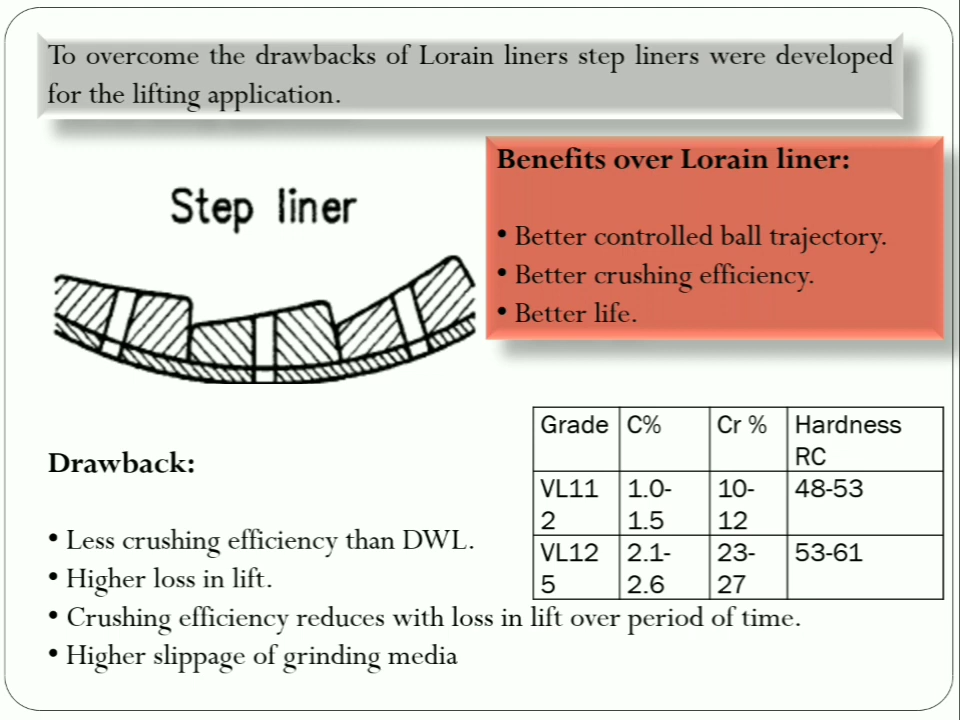 To overcome the drawbacks of Lorain liners step liners were developed
for the lifting application.
Benefits over Lorain liner:
• Better controlled ball trajectory.
• Better crushing efficiency.
• Better life.
Step liner
Grade C% Cr % Hardness
RC
VL11 1.0- 10- 48-53
2 1.5 12
VL12 2.1- 23- 53-61
5 2.6 27
Drawback:
• Less crushing efficiency than DWL.
• Higher loss in lift.
• Crushing efficiency reduces with loss in lift over period of time.
• Higher slippage of grinding media